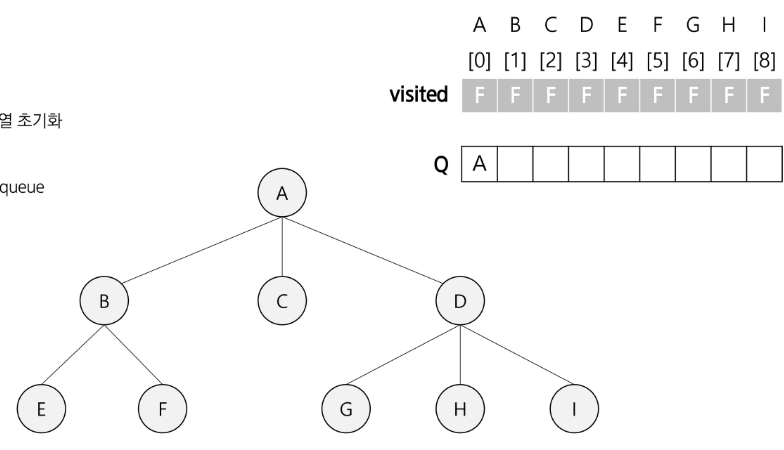 A B C D E F G H I
[0] [1] [2] [3] [4] [5] [6] [7] [8]
visited F F F F F F F F F
열 초기화
Q A
queue
A
B C D
E F G H I